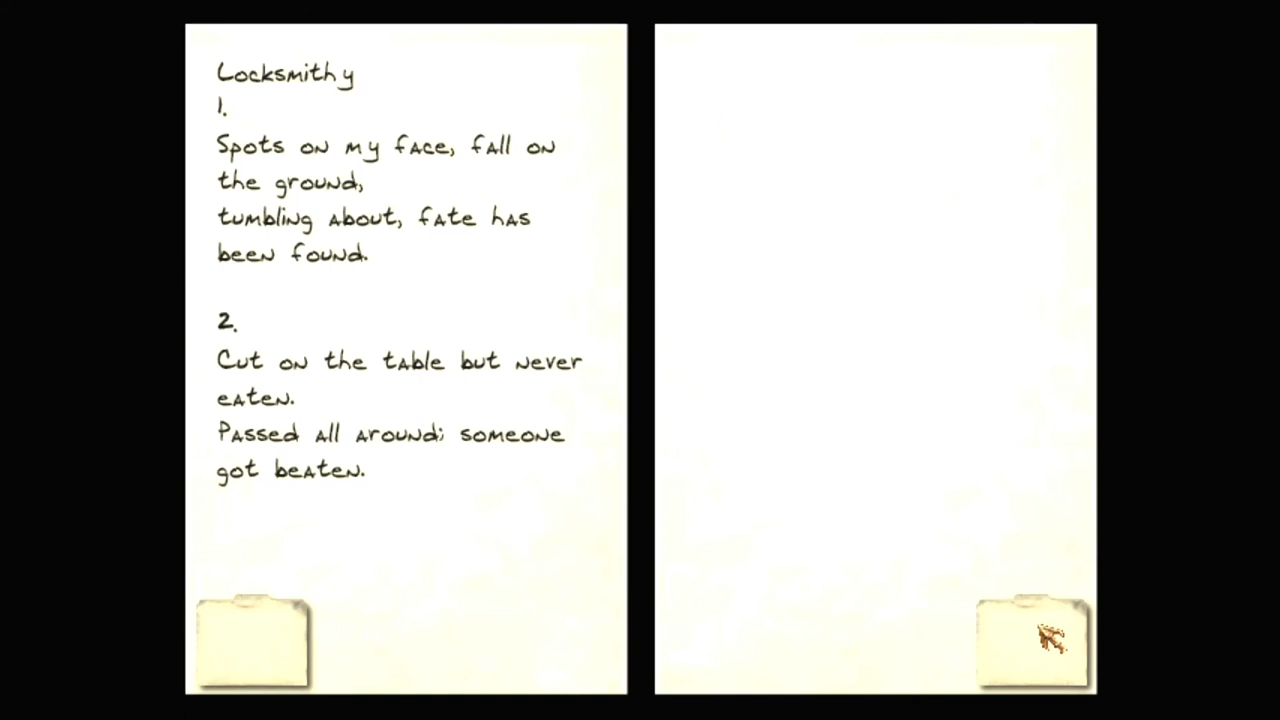 Locksmithy
1.
Spots on my face, fall on
the ground,
tumbling about, fate has
been found.
2.
Cut on the table but never
eaten.
Passed all around; someone
got beaten.